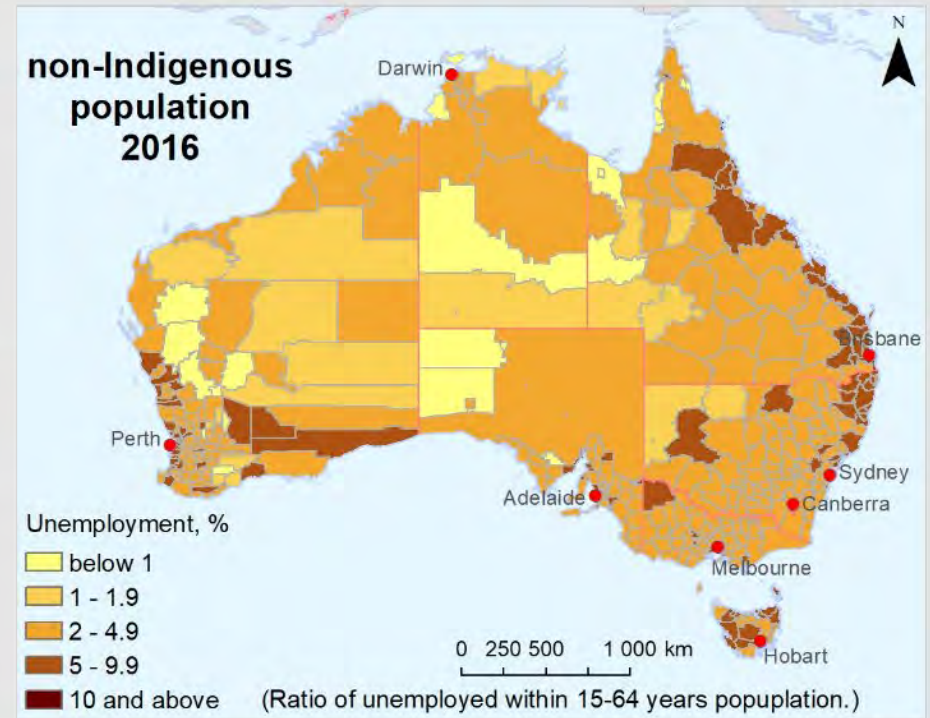 non-Indigenous
population
2016
N
Darwin
Brisbane
Perth
Sydney
Adelaide
Canberra
Melbourne
Hobart
Unemployment, %
below 1
1 - 1.9
2 - 4.9
5 - 9.9
10 and above
0 250 500 1 000 km
(Ratio of unemployed within 15-64 years popupulation.)